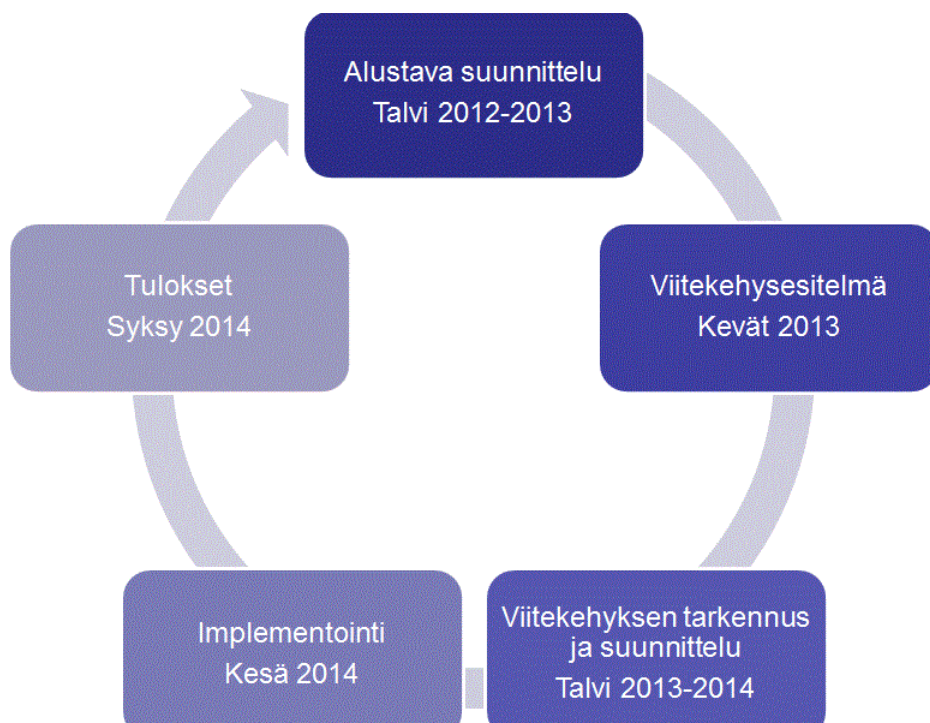 Alustava suunnittelu
Talvi 2012-2013
Viitekehysesitelmä
Kevät 2013
Viitekehyksen tarkennus
ja suunnittelu
Talvi 2013-2014
Implementointi
Kesä 2014
Tulokset
Syksy 2014